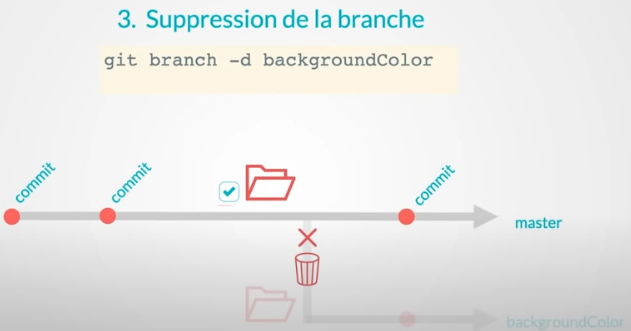 3. Suppression de la branche
git branch -d backgroundColor
commit
commit
commit
master
backgroundColor